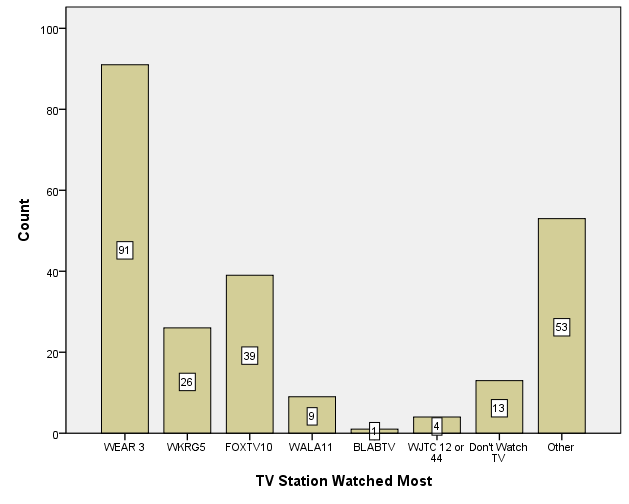 100
80
60
40
20
0
Count
91
26
39
9
1
4
13
53
WEAR 3
WKRG5
FOXTV10
WALA11
BLABTV
WJTC 12 or
44
Don't Watch
TV
Other
TV Station Watched Most